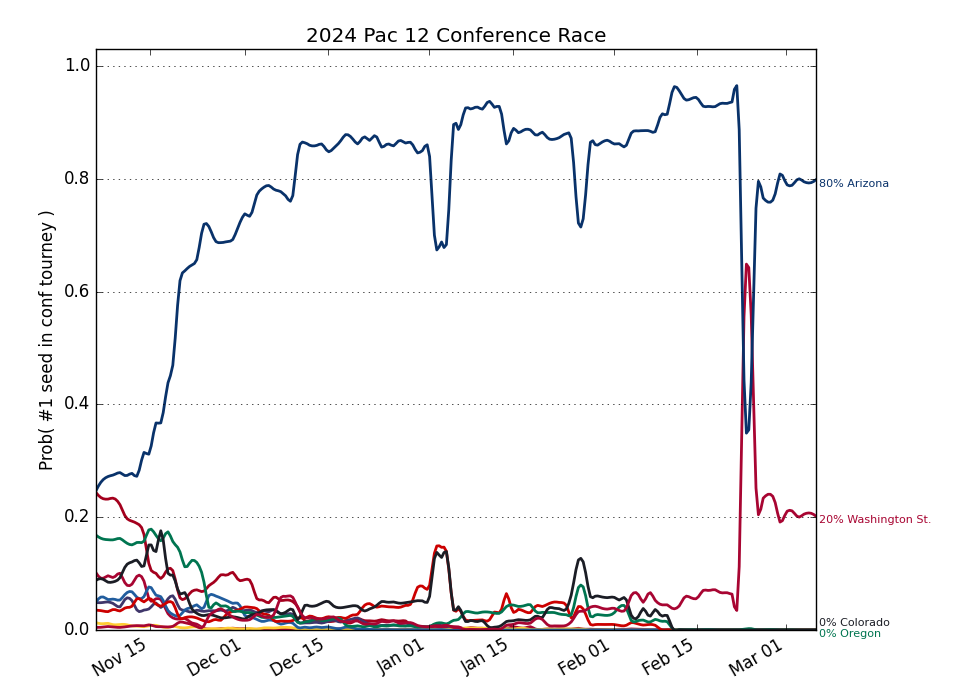 2024 Pac 12 Conference Race
Prob( #1 seed in conf tourney )
1.0
0.8
0.6
0.4
0.2
0.0
80% Arizona
20% Washington St.
0% Colorado
0% Oregon
Nov 15
Dec 01
Dec 15
Jan 01
Jan 15
Feb 01
Feb 15
Mar 01